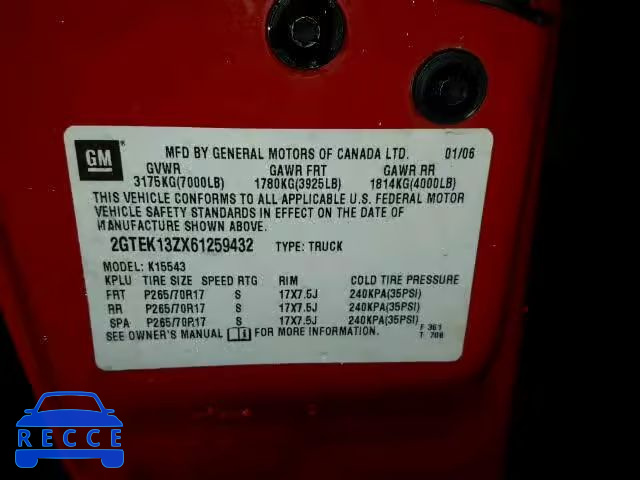 GM ®
MFD BY GENERAL MOTORS OF CANADA LTD. 01/06
GVWR GAWR FRT GAWR RR
3175KG(7000LB) 1780KG(3925LB) 1814KG(4000LB)
THIS VEHICLE CONFORMS TO ALL APPLICABLE U.S. FEDERAL MOTOR
VEHICLE SAFETY STANDARDS IN EFFECT ON THE DATE OF
MANUFACTURE SHOWN ABOVE.
2GTEK13ZX61259432 TYPE: TRUCK
MODEL: K15543
KPLU TIRE SIZE SPEED RTG RIM COLD TIRE PRESSURE
FRT P265/70R17 S 17X7.5J 240KPA(35PSI)
RR P265/70R17 S 17X7.5J 240KPA(35PSI)
SPA P265/70R17 S 17X7.5J 240KPA(35PSI)
SEE OWNER'S MANUAL FOR MORE INFORMATION.
F 361
T 708
RECCE